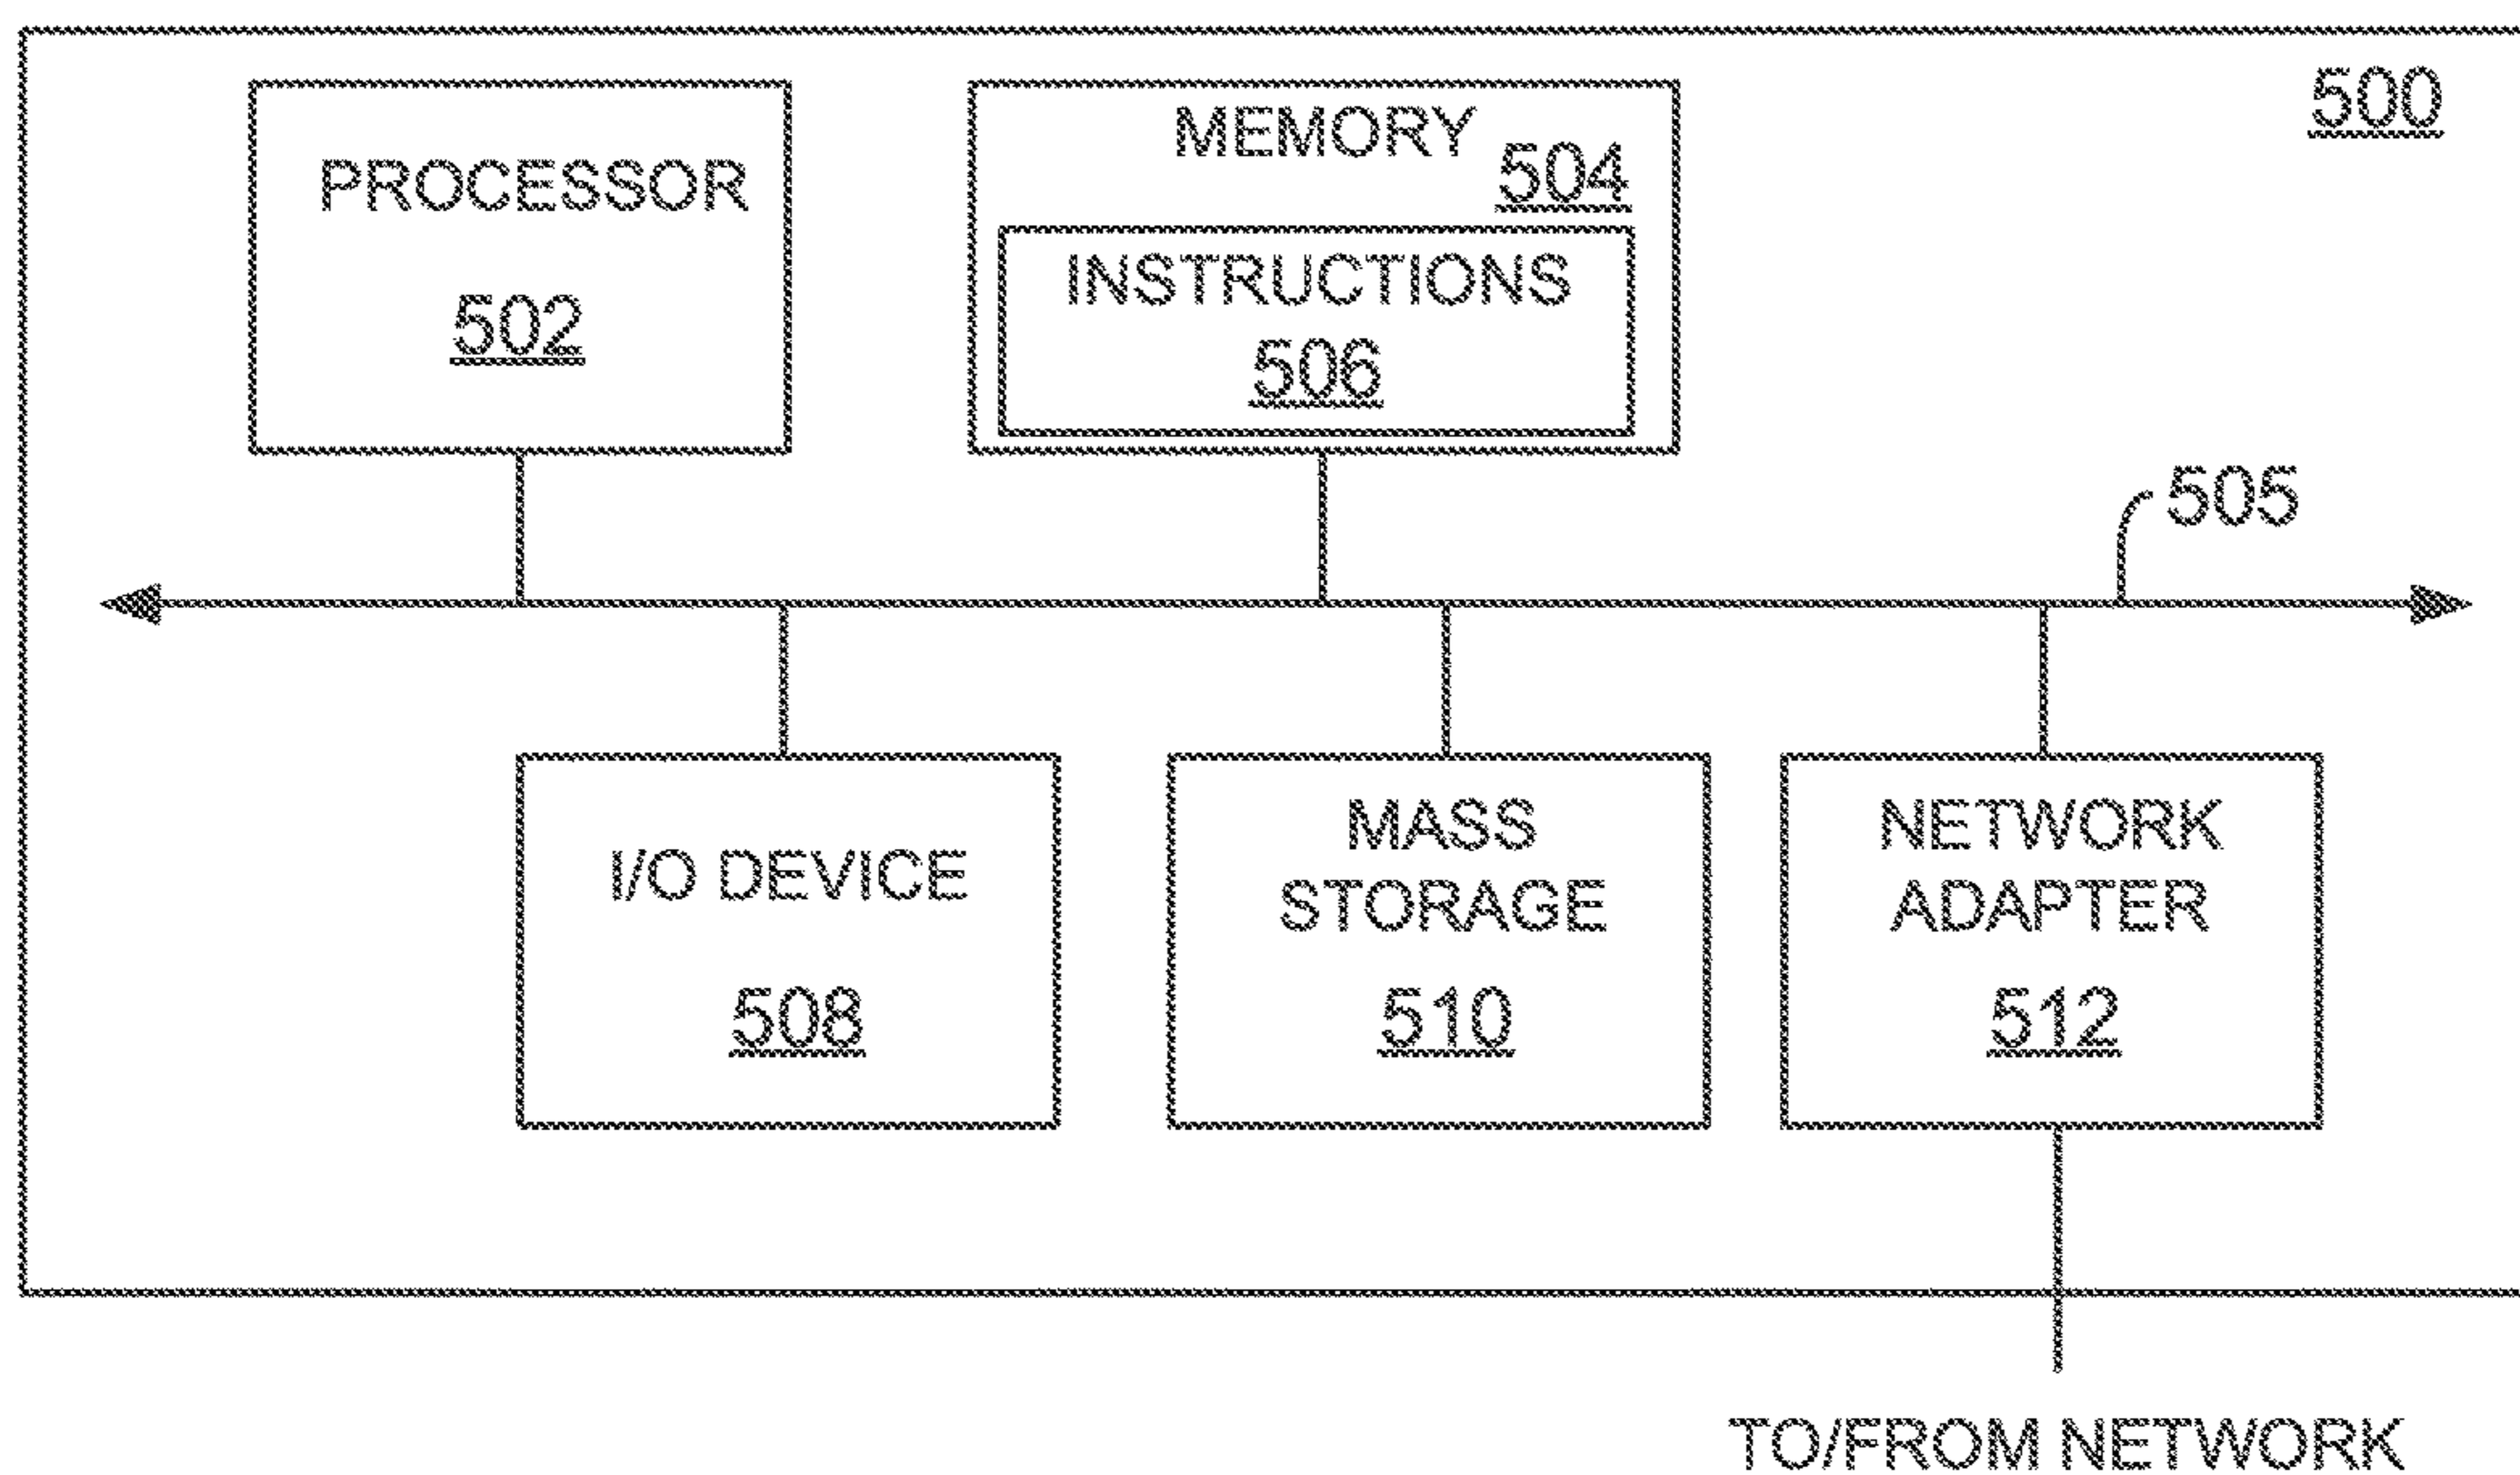 500
PROCESSOR
502
MEMORY
504
INSTRUCTIONS
506
505
I/O DEVICE
508
MASS
STORAGE
510
NETWORK
ADAPTER
512
TO/FROM NETWORK